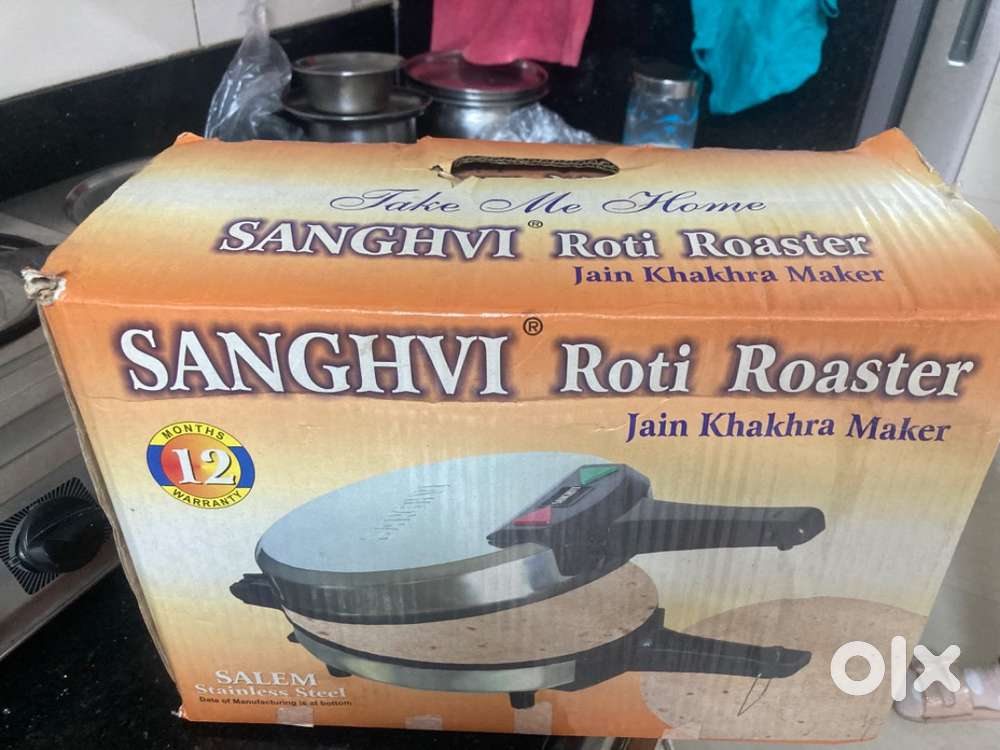 Take Me Home
SANGHVI® Roti Roaster
Jain Khakhra Maker
SANGHVI® Roti Roaster
Jain Khakhra Maker
MONTHS
12
WARRANTY
SALEM
Stainless Steel
Date of Manufacturing is at bottom
olx